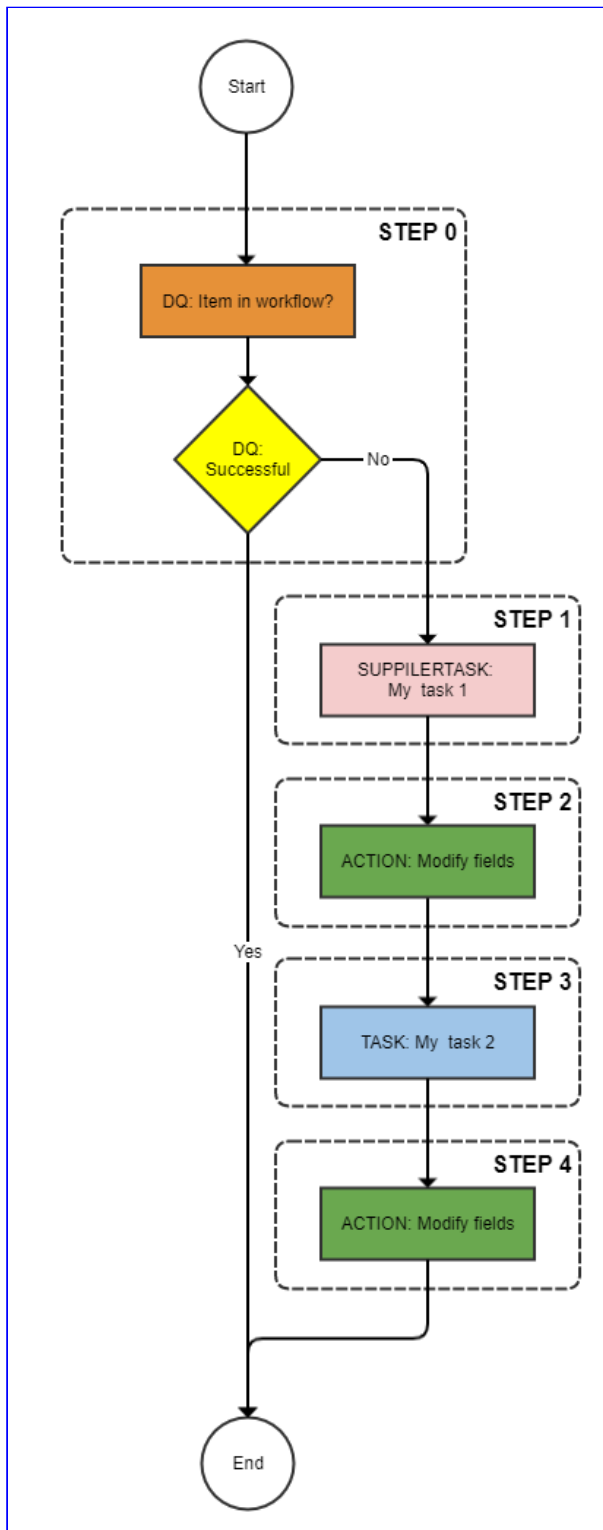 Start
STEP 0
DQ: Item in workflow?
DQ:
Successful
No
STEP 1
SUPPILERTASK:
My task 1
STEP 2
ACTION: Modify fields
Yes
STEP 3
TASK: My task 2
STEP 4
ACTION: Modify fields
End